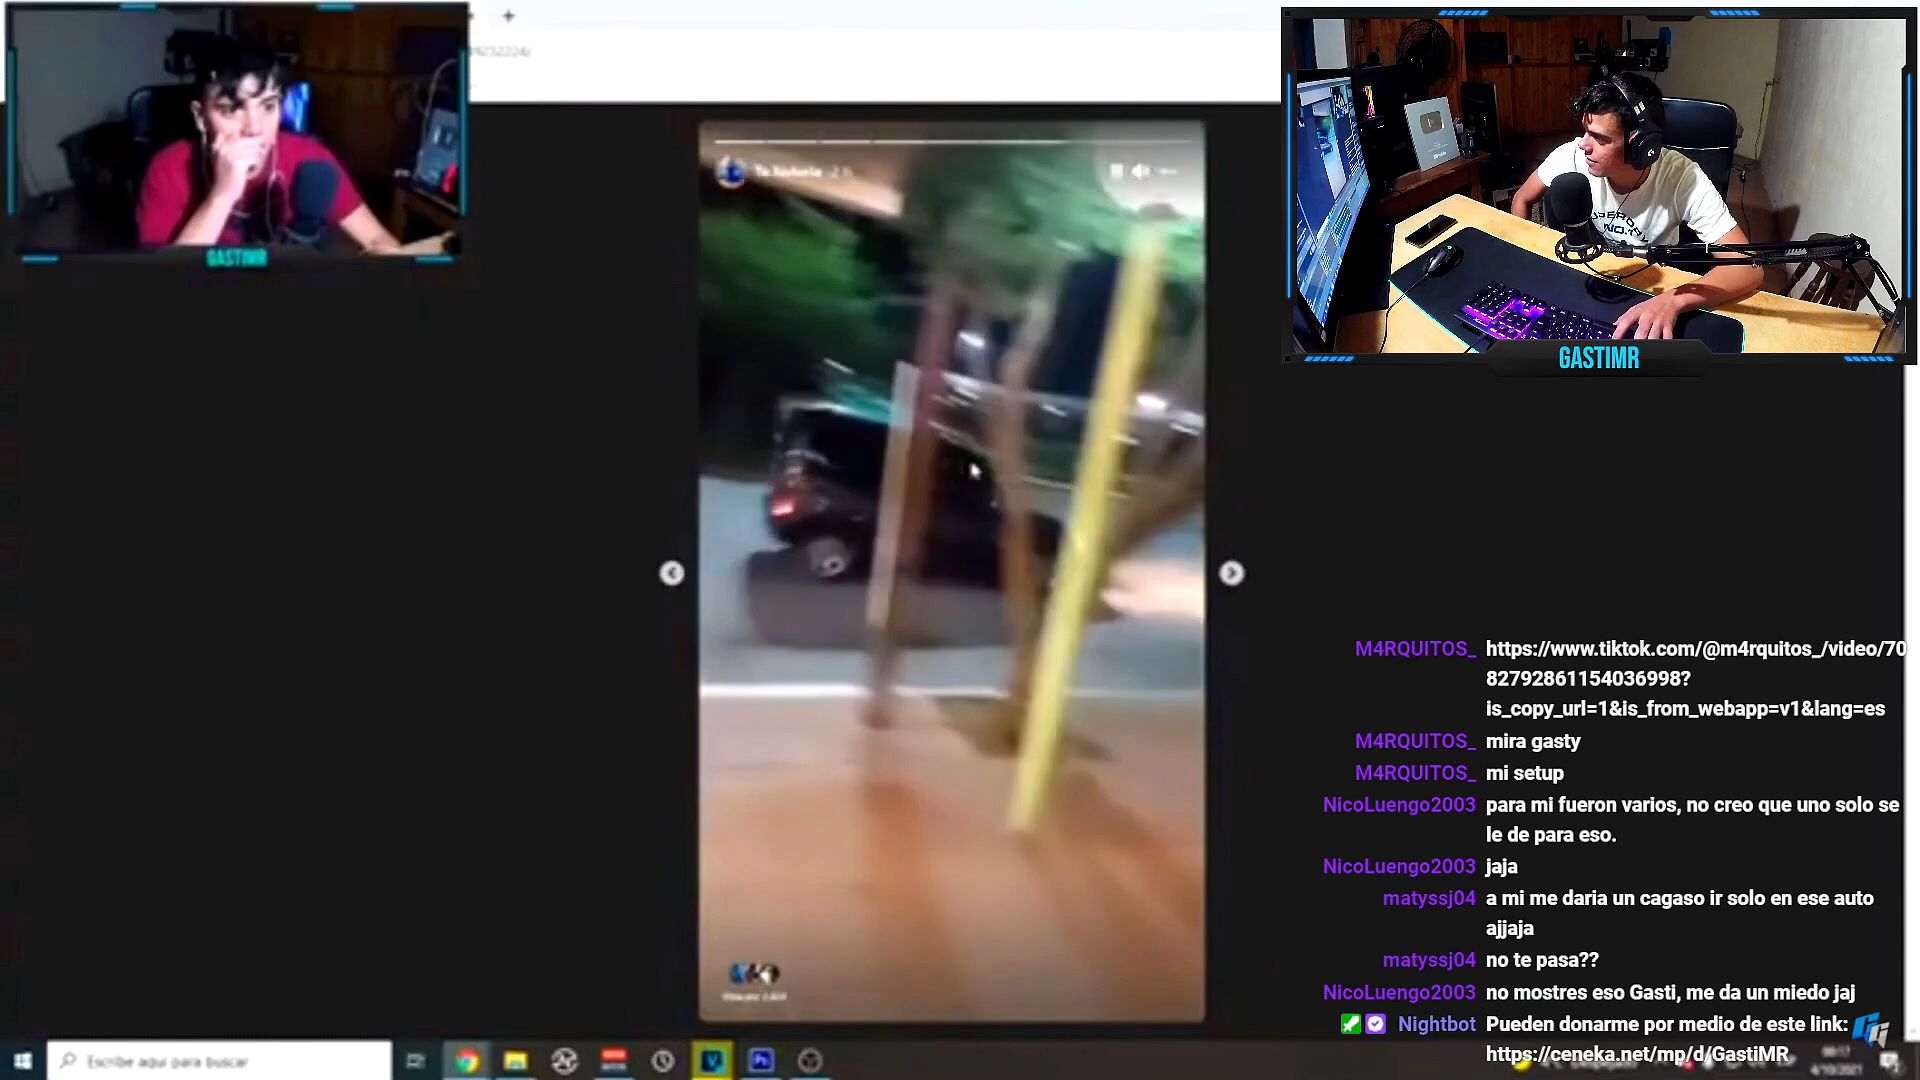 GASTIMR
GASTIMR
Tu historia 2 h
M4RQUITOS_ https://www.tiktok.com/@m4rquitos_/video/70
82792861154036998?
is_copy_url=1&is_from_webapp=v1&lang=es
M4RQUITOS_ mira gasty
M4RQUITOS_ mi setup
NicoLuengo2003 para mi fueron varios, no creo que uno solo se
le de para eso.
NicoLuengo2003 jaja
matyssj04 a mi me daria un cagaso ir solo en ese auto
ajjaja
matyssj04 no te pasa??
NicoLuengo2003 no mostres eso Gasti, me da un miedo jaj
Nightbot Pueden donarme por medio de este link:
https://ceneka.net/mp/d/GastiMR
Escribe aquí para buscar